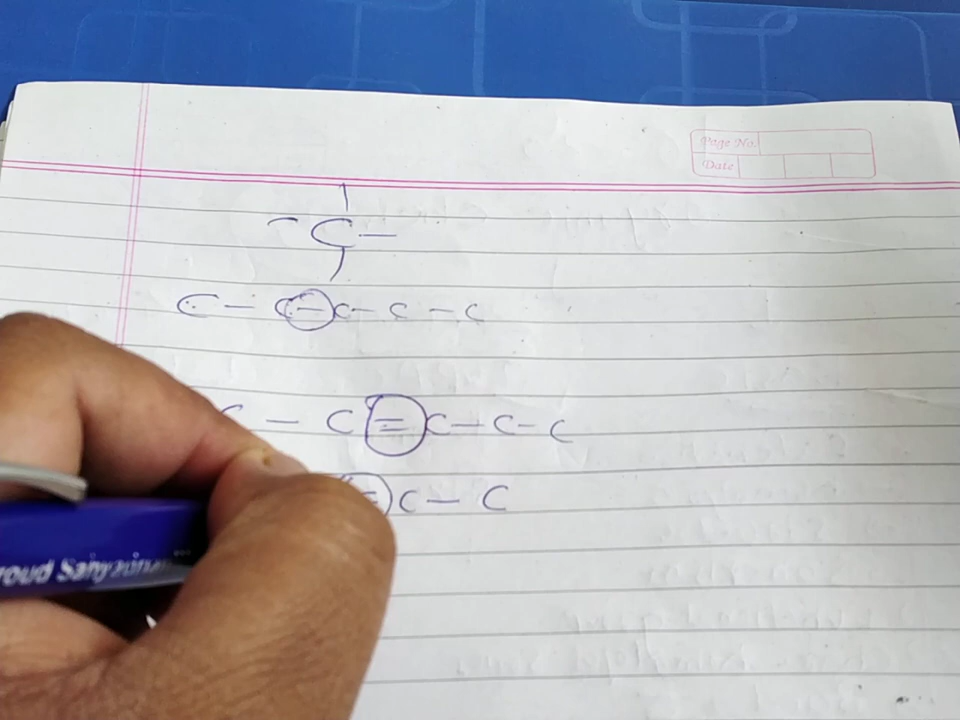 Page No.
Date
- C -
C - C - C - C - C
C - C = C - C - C
= C - C
roud Sahyadri